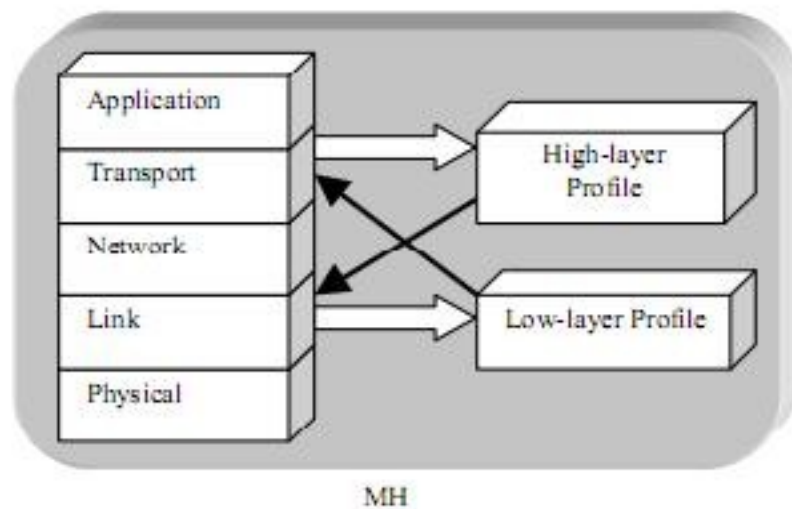 Application
Transport
Network
Link
Physical
High-layer
Profile
Low-layer Profile
MH